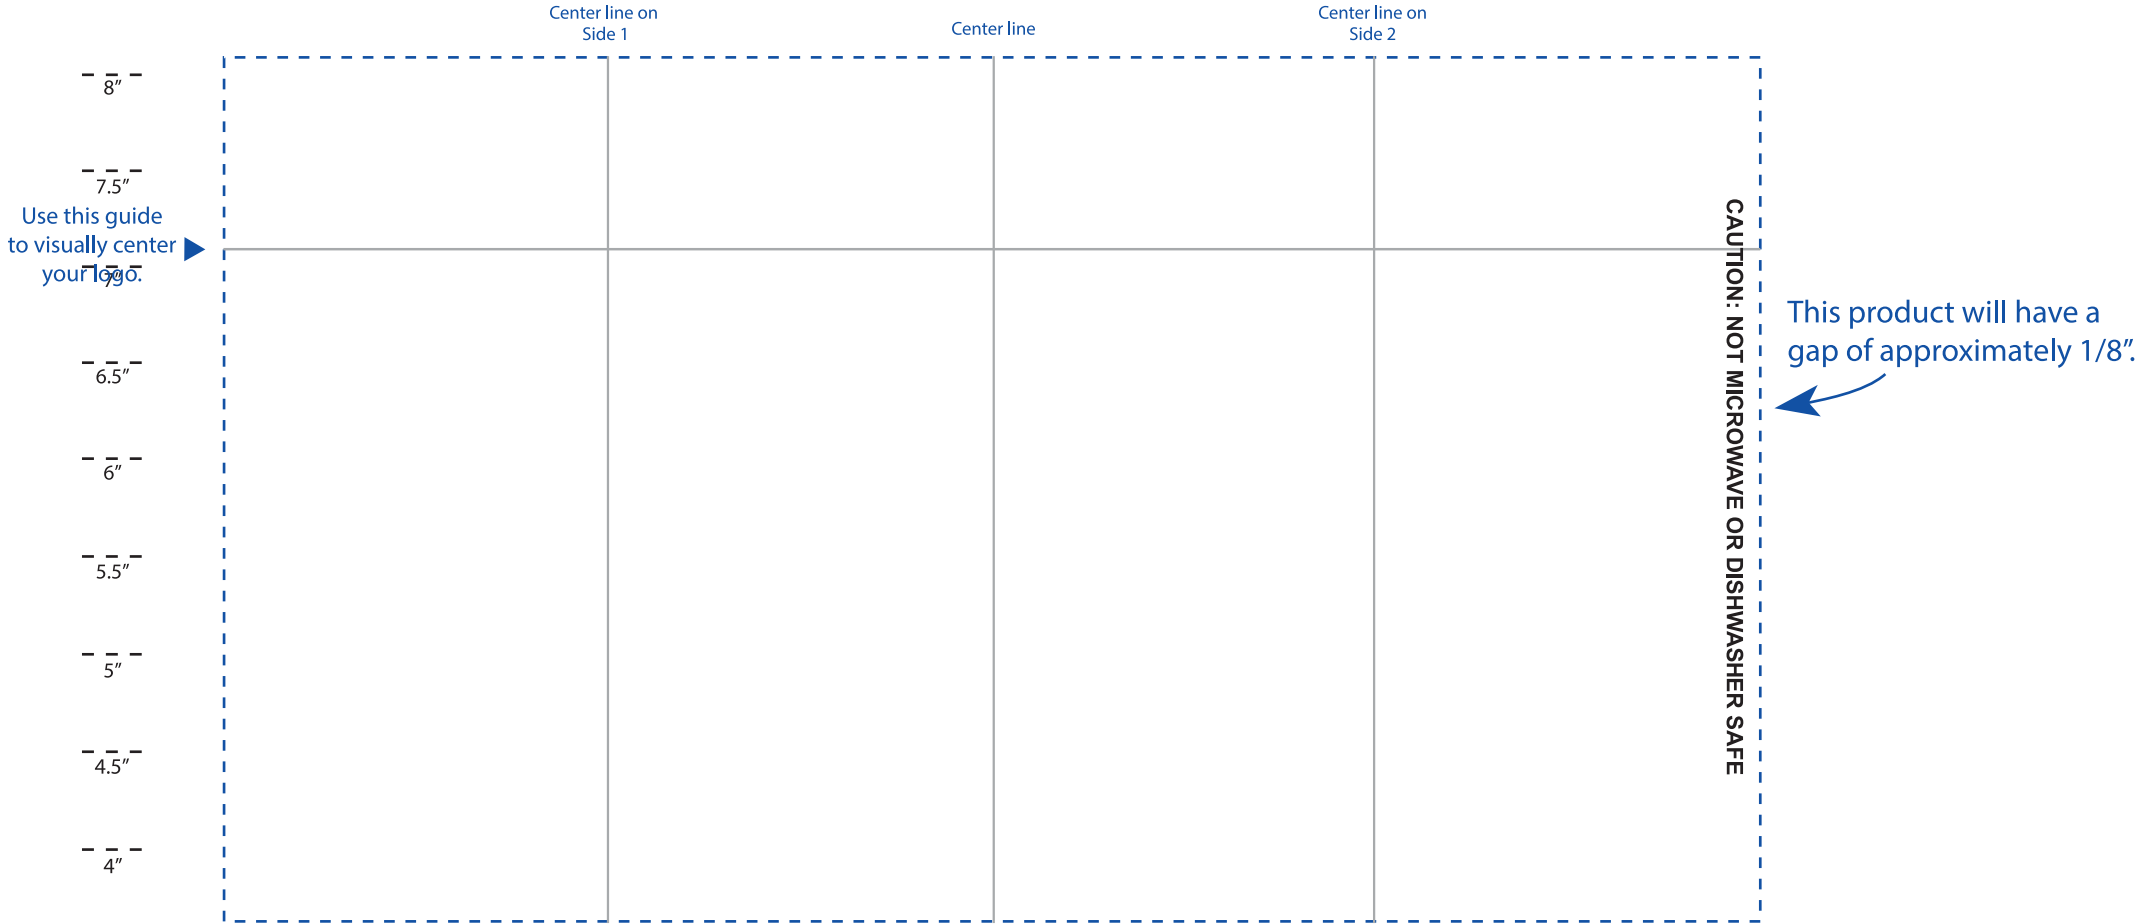 Center line on
Side 1
Center line
Center line on
Side 2
8”
7.5”
Use this guide
to visually center
your logo.
7”
6.5”
6”
5.5”
5”
4.5”
4”
CAUTION: NOT MICROWAVE OR DISHWASHER SAFE
This product will have a
gap of approximately 1/8”.